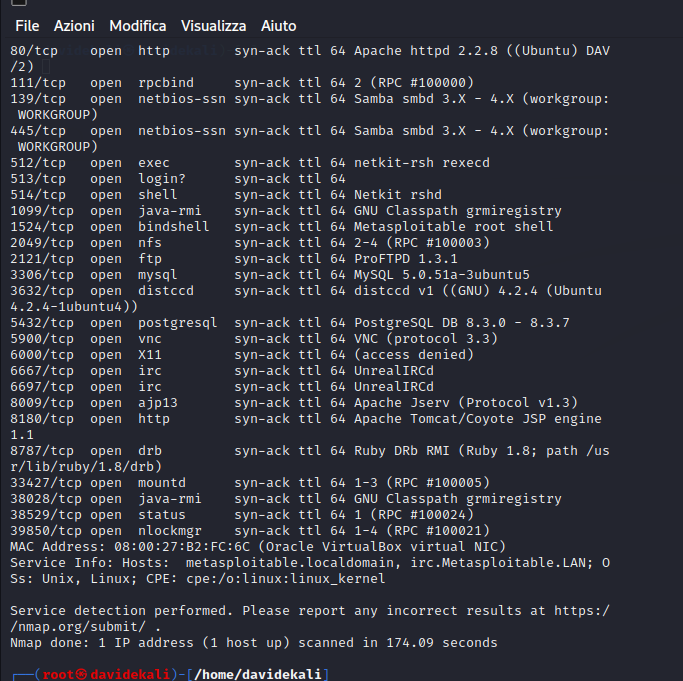 File Azioni Modifica Visualizza Aiuto
80/tcp open http syn-ack ttl 64 Apache httpd 2.2.8 ((Ubuntu) DAV
/2)
111/tcp open rpcbind syn-ack ttl 64 2 (RPC #100000)
139/tcp open netbios-ssn syn-ack ttl 64 Samba smbd 3.X - 4.X (workgroup:
WORKGROUP)
445/tcp open netbios-ssn syn-ack ttl 64 Samba smbd 3.X - 4.X (workgroup:
WORKGROUP)
512/tcp open exec syn-ack ttl 64 netkit-rsh rexecd
513/tcp open login? syn-ack ttl 64
514/tcp open shell syn-ack ttl 64 Netkit rshd
1099/tcp open java-rmi syn-ack ttl 64 GNU Classpath grmiregistry
1524/tcp open bindshell syn-ack ttl 64 Metasploitable root shell
2049/tcp open nfs syn-ack ttl 64 2-4 (RPC #100003)
2121/tcp open ftp syn-ack ttl 64 ProFTPD 1.3.1
3306/tcp open mysql syn-ack ttl 64 MySQL 5.0.51a-3ubuntu5
3632/tcp open distccd syn-ack ttl 64 distccd v1 ((GNU) 4.2.4 (Ubuntu
4.2.4-1ubuntu4))
5432/tcp open postgresql syn-ack ttl 64 PostgreSQL DB 8.3.0 - 8.3.7
5900/tcp open vnc syn-ack ttl 64 VNC (protocol 3.3)
6000/tcp open X11 syn-ack ttl 64 (access denied)
6667/tcp open irc syn-ack ttl 64 UnrealIRCd
6697/tcp open irc syn-ack ttl 64 UnrealIRCd
8009/tcp open ajp13 syn-ack ttl 64 Apache Jserv (Protocol v1.3)
8180/tcp open http syn-ack ttl 64 Apache Tomcat/Coyote JSP engine
1.1
8787/tcp open drb syn-ack ttl 64 Ruby DRb RMI (Ruby 1.8; path /us
r/lib/ruby/1.8/drb)
33427/tcp open mountd syn-ack ttl 64 1-3 (RPC #100005)
38028/tcp open java-rmi syn-ack ttl 64 GNU Classpath grmiregistry
38529/tcp open status syn-ack ttl 64 1 (RPC #100024)
39850/tcp open nlockmgr syn-ack ttl 64 1-4 (RPC #100021)
MAC Address: 08:00:27:B2:FC:6C (Oracle VirtualBox virtual NIC)
Service Info: Hosts: metasploitable.localdomain, irc.Metasploitable.LAN; O
Ss: Unix, Linux; CPE: cpe:/o:linux:linux_kernel
Service detection performed. Please report any incorrect results at https:/
/nmap.org/submit/ .
Nmap done: 1 IP address (1 host up) scanned in 174.09 seconds
┌──(root㉿davidekali)-[/home/davidekali]